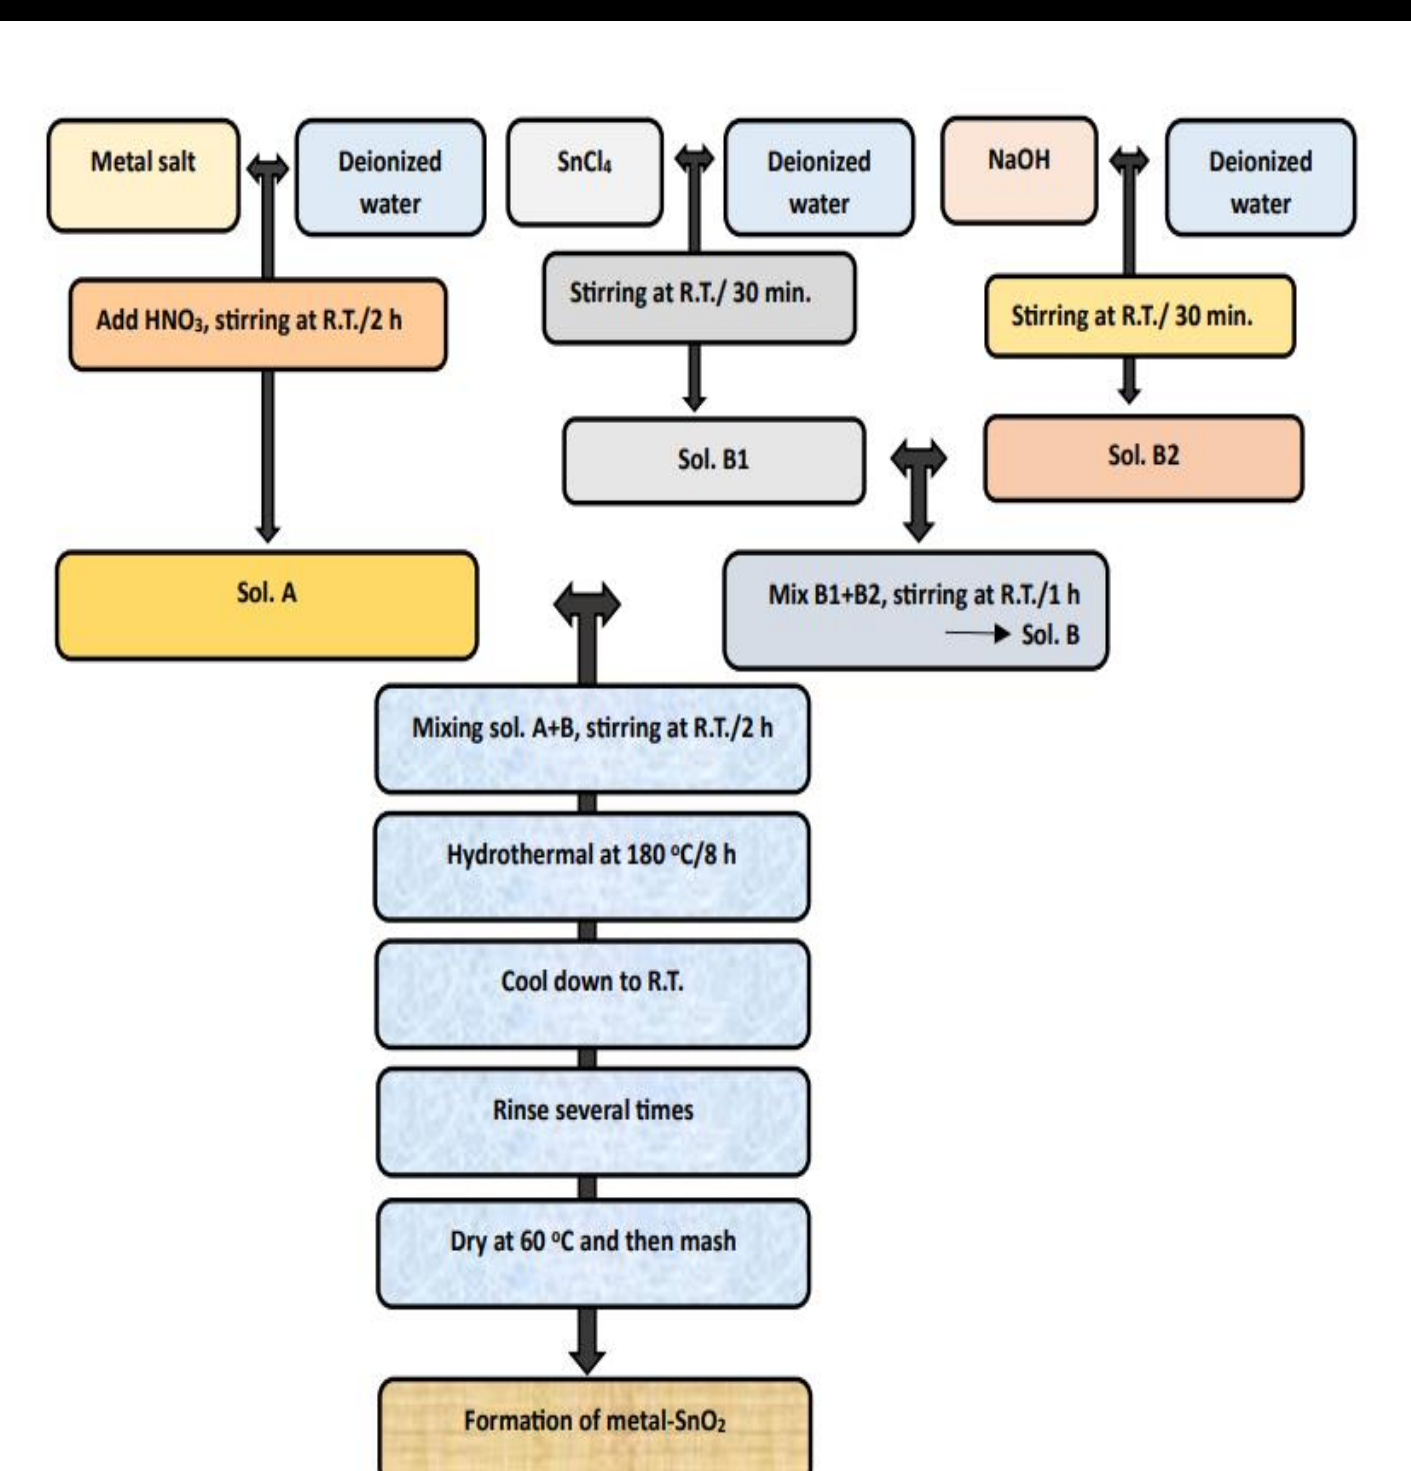 Metal salt
Deionized
water
SnCl₄
Deionized
water
NaOH
Deionized
water
Add HNO₃, stirring at R.T./2 h
Stirring at R.T./ 30 min.
Stirring at R.T./ 30 min.
Sol. B1
Sol. B2
Sol. A
Mix B1+B2, stirring at R.T./1 h
Sol. B
Mixing sol. A+B, stirring at R.T./2 h
Hydrothermal at 180 ᵒC/8 h
Cool down to R.T.
Rinse several times
Dry at 60 ᵒC and then mash
Formation of metal-SnO₂